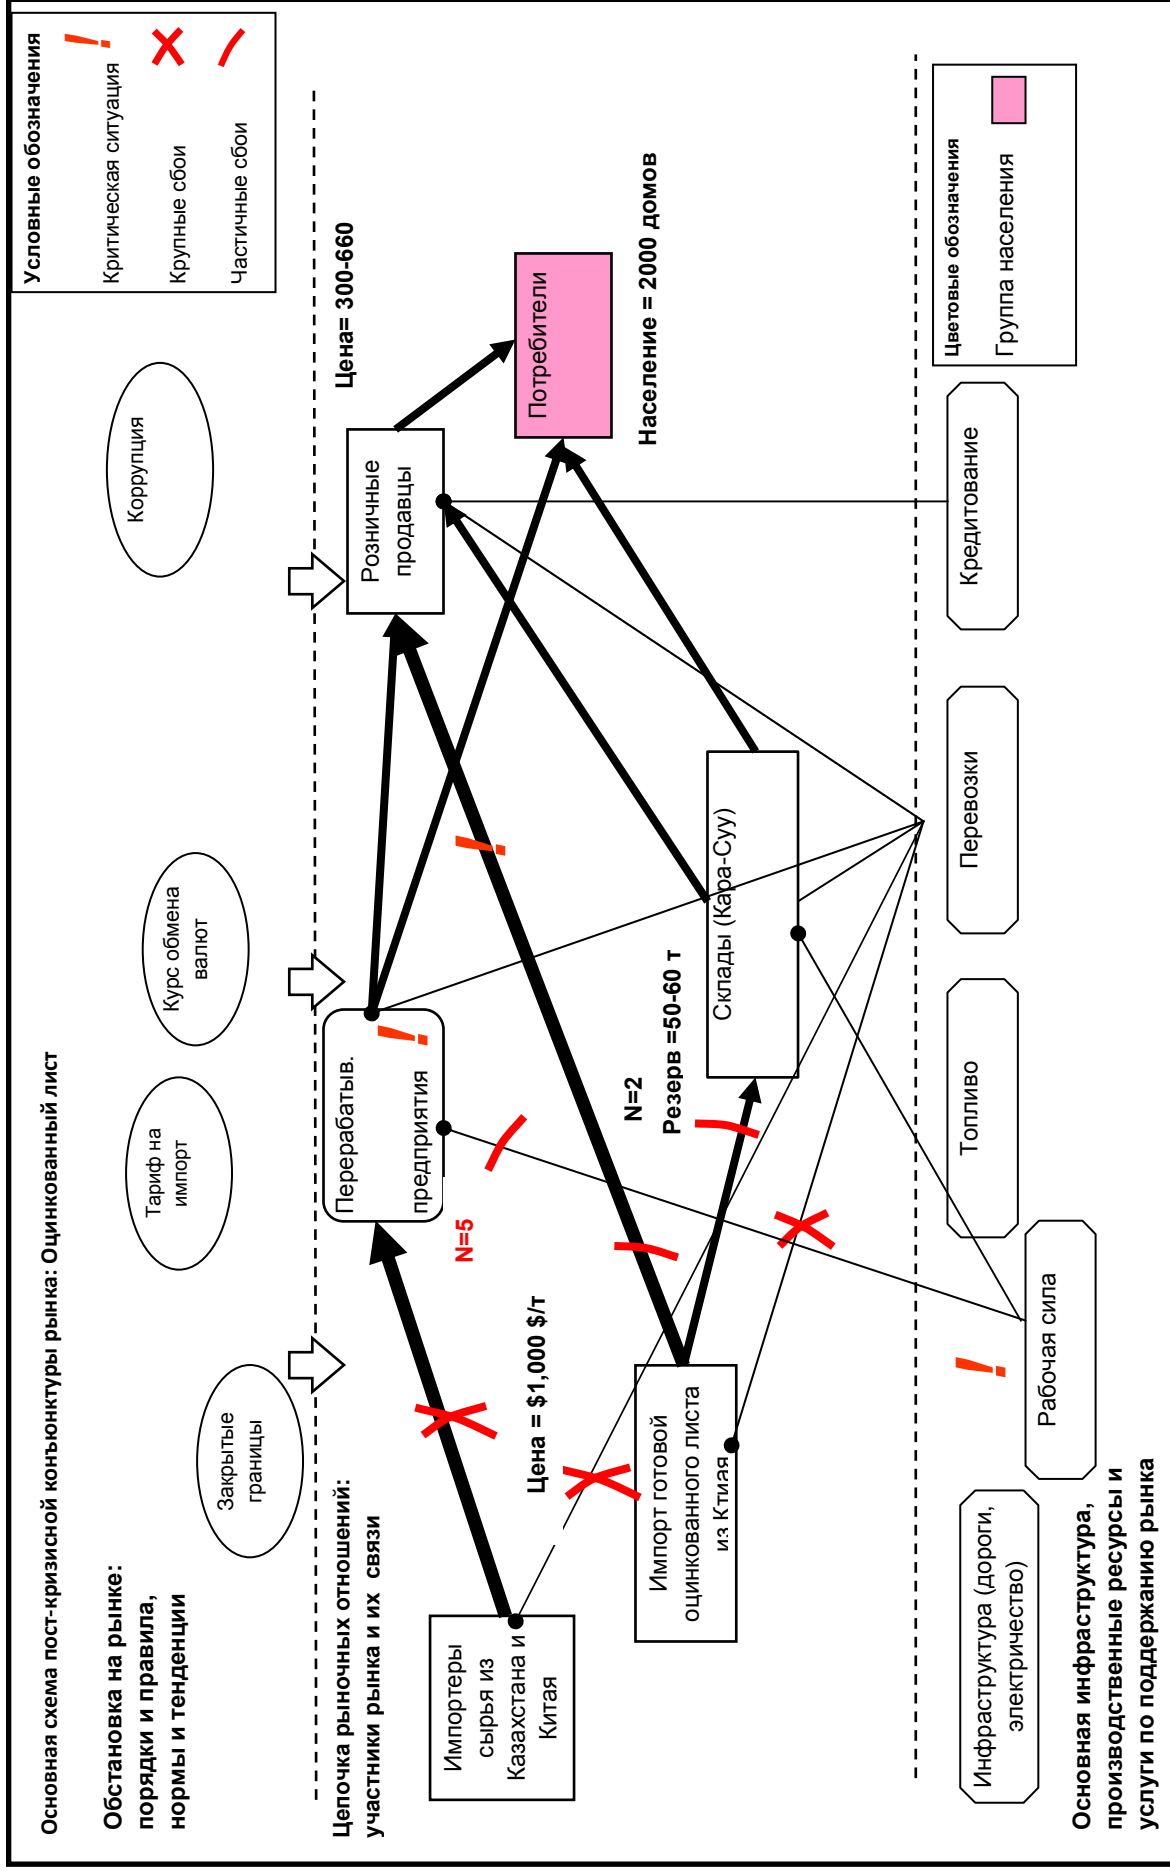 Основная схема пост-кризисной конъюнктуры рынка: Оцинкованный лист
Условные обозначения
Критическая ситуация
Крупные сбои
Частичные сбои
Обстановка на рынке:
порядки и правила,
нормы и тенденции
Закрытые
границы
Тариф на
импорт
Курс обмена
валют
Коррупция
Цепочка рыночных отношений:
участники рынка и их связи
Цена= 300-660
Перерабатыв.
предприятия
N=5
Розничные
продавцы
Импортеры
сырья из
Казахстана и
Китая
Цена = $1,000 $/т
Потребители
Население = 2000 домов
N=2
Резерв =50-60 т
Импорт готовой
оцинкованного листа
из Ктиая
Склады (Кара-Суу)
Цветовые обозначения
Группа населения
Инфраструктура (дороги,
электричество)
Рабочая сила
Топливо
Перевозки
Кредитование
Основная инфраструктура,
производственные ресурсы и
услуги по поддержанию рынка